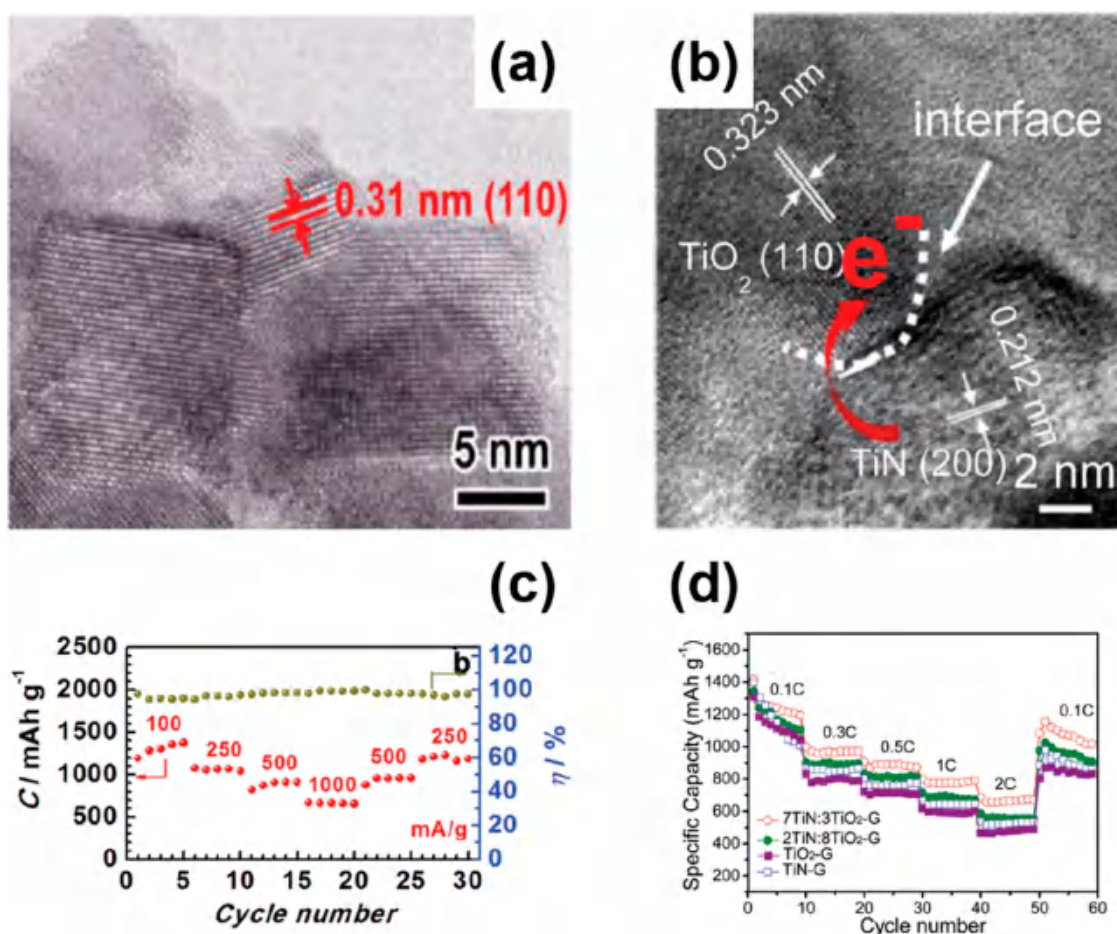 (a)
0.31 nm (110)
5 nm
(b)
0.323 nm
interface
TiO2 (110)
e-
0.212 nm
TiN (200)
2 nm
(c)
b
2500
2000
1500
1000
500
0
C / mAh g-1
120
100
80
60
40
20
0
η / %
100
250
500
1000
500
250
mA/g
0 5 10 15 20 25 30
Cycle number
(d)
1600
1400
1200
1000
800
600
400
200
Specific Capacity (mAh g-1)
0.1C
0.3C
0.5C
1C
2C
0.1C
7TiN:3TiO2-G
2TiN:8TiO2-G
TiO2-G
TiN-G
0 10 20 30 40 50 60
Cycle number